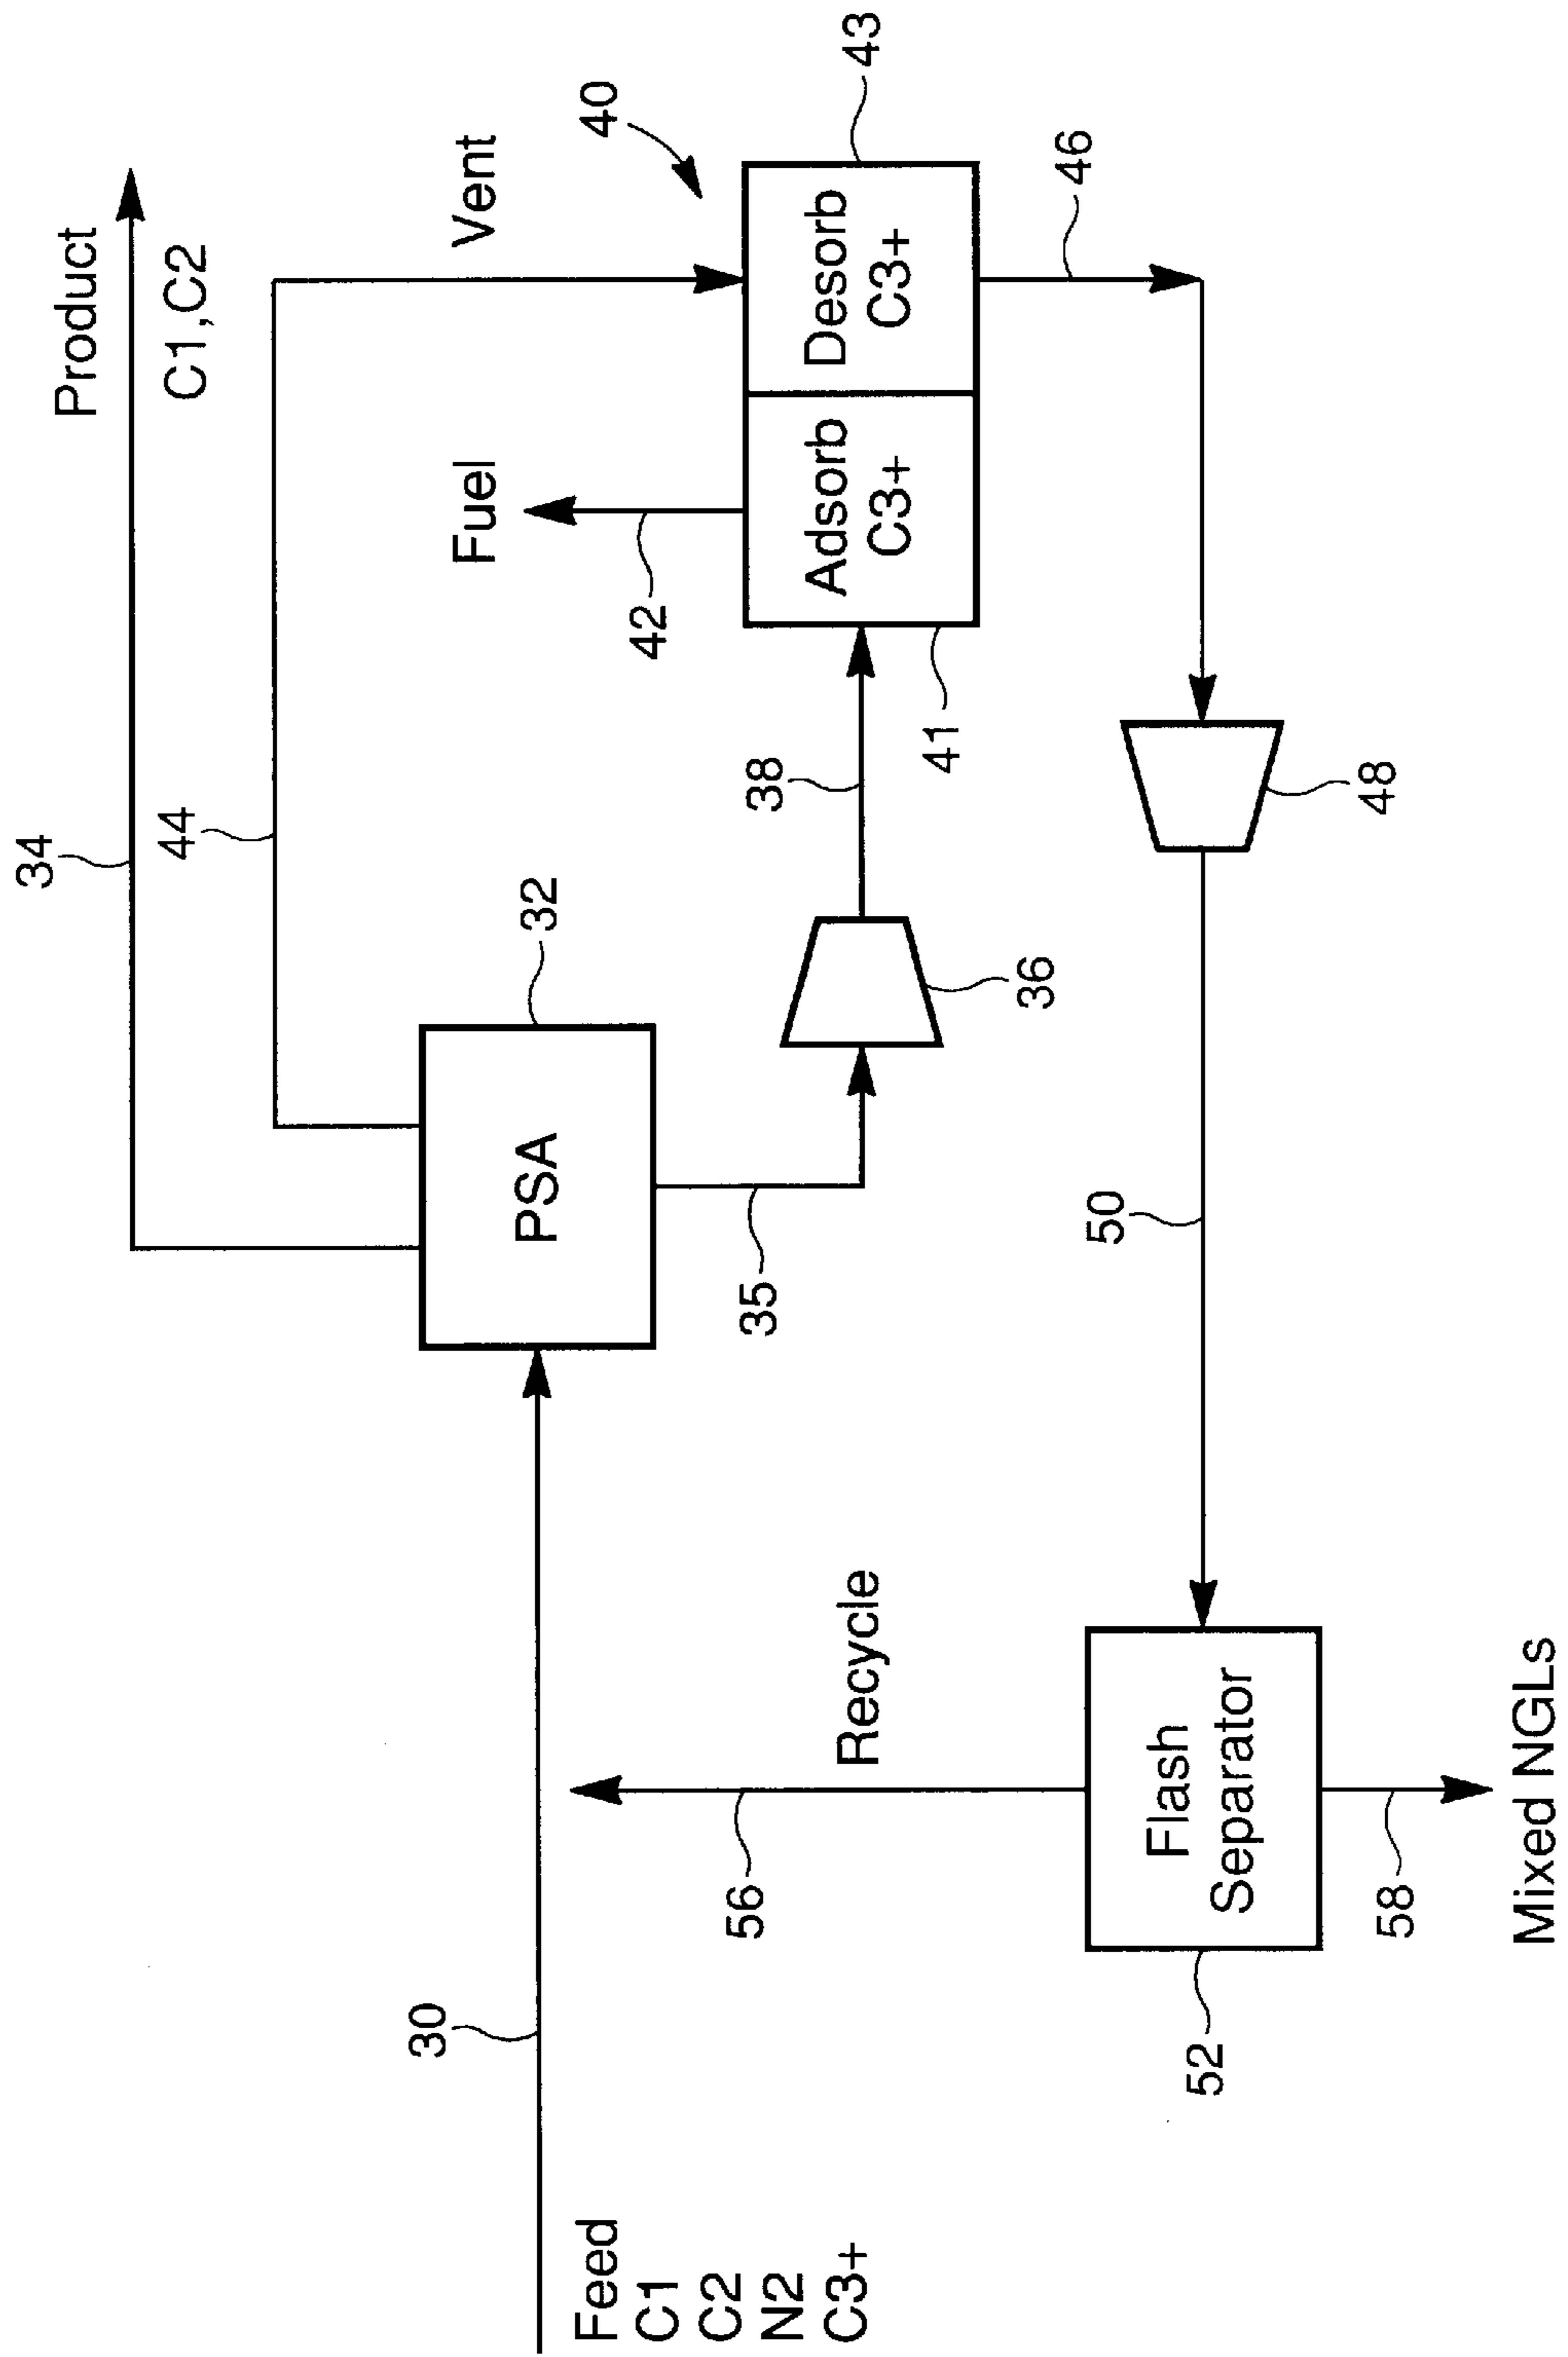 34
Product
C1,C2
44
Vent
40
43
Fuel
42
32
PSA
Adsorb
C3+
Desorb
C3+
41
38
36
35
46
48
50
30
Feed
C1
C2
N2
C3+
Recycle
56
Flash
Separator
52
58
Mixed NGLs